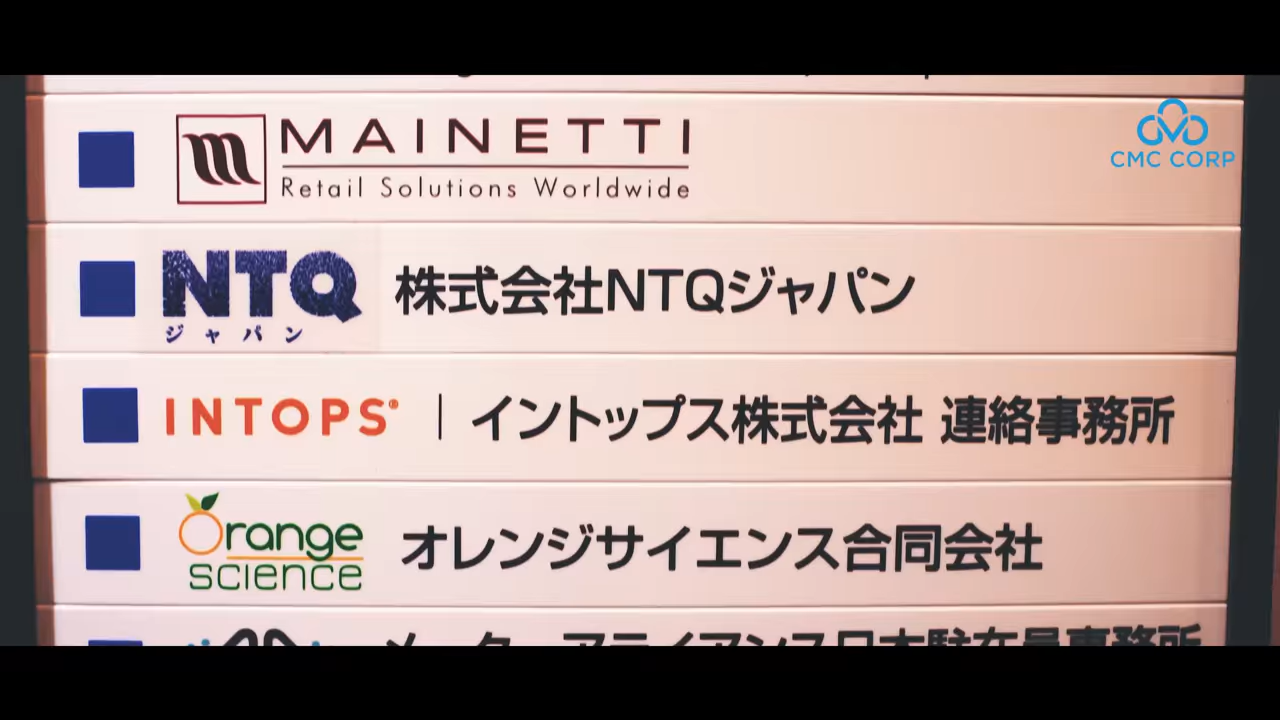 MAINETTI
Retail Solutions Worldwide
CMC CORP
NTQ
ジャパン
株式会社NTQジャパン
INTOPS® | イントップス株式会社 連絡事務所
Orange
SCIENCE
オレンジサイエンス合同会社